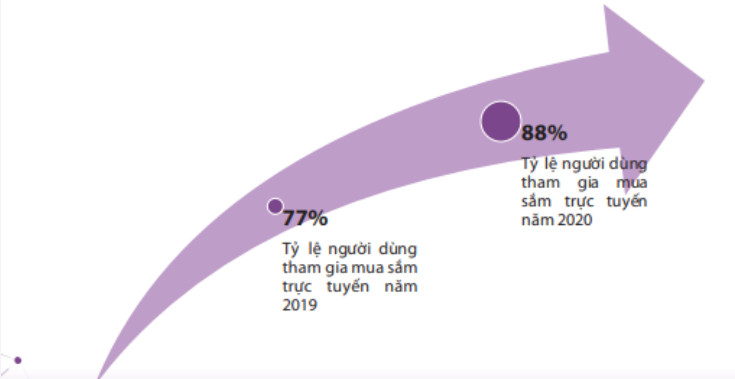 88%
Tỷ lệ người dùng
tham gia mua
sắm trực tuyến
năm 2020
77%
Tỷ lệ người dùng
tham gia mua sắm
trực tuyến năm
2019